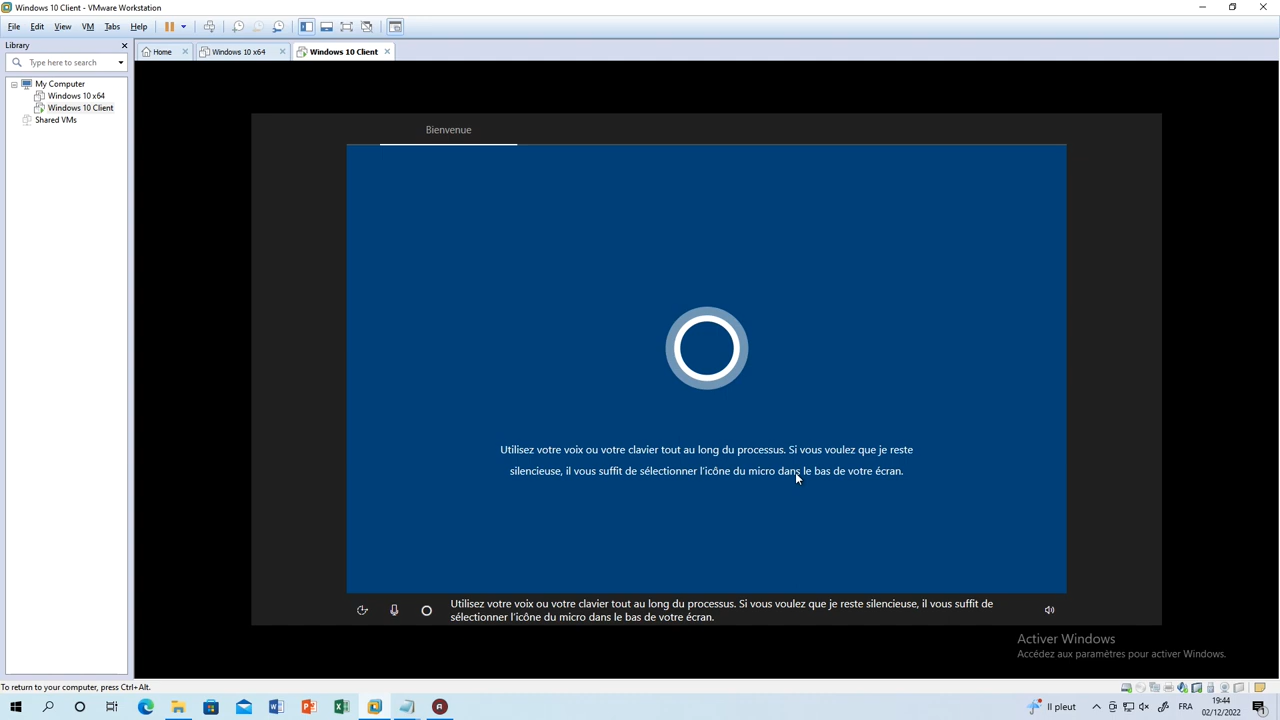 Windows 10 Client - VMware Workstation
File Edit View VM Tabs Help
Library
Home
Windows 10 x64
Windows 10 Client
Type here to search
My Computer
Windows 10 x64
Windows 10 Client
Shared VMs
Bienvenue
Utilisez votre voix ou votre clavier tout au long du processus. Si vous voulez que je reste
silencieuse, il vous suffit de sélectionner l'icône du micro dans le bas de votre écran.
Utilisez votre voix ou votre clavier tout au long du processus. Si vous voulez que je reste silencieuse, il vous suffit de
sélectionner l'icône du micro dans le bas de votre écran.
Activer Windows
Accédez aux paramètres pour activer Windows.
To return to your computer, press Ctrl+Alt.
Il pleut
FRA
19:44
02/12/2022